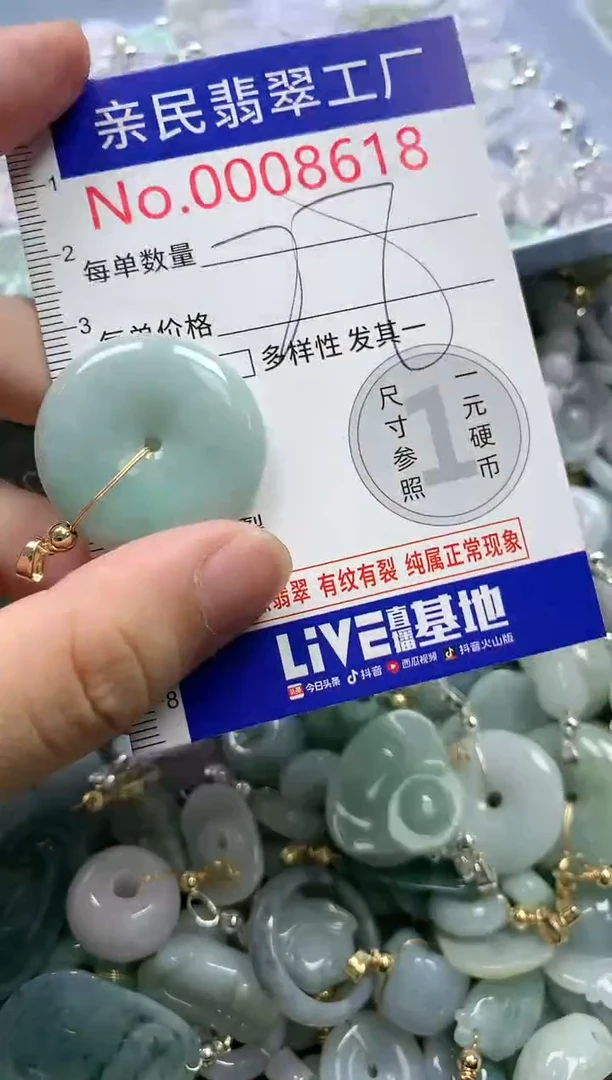 亲民翡翠工厂
No.0008618
1
2
每单数量
3
每单价格
多样性 发其一
尺寸参照
1
一元硬币
翡翠 有纹有裂 纯属正常现象
LiVE直播基地
今日头条 抖音 西瓜视频 抖音火山版
8